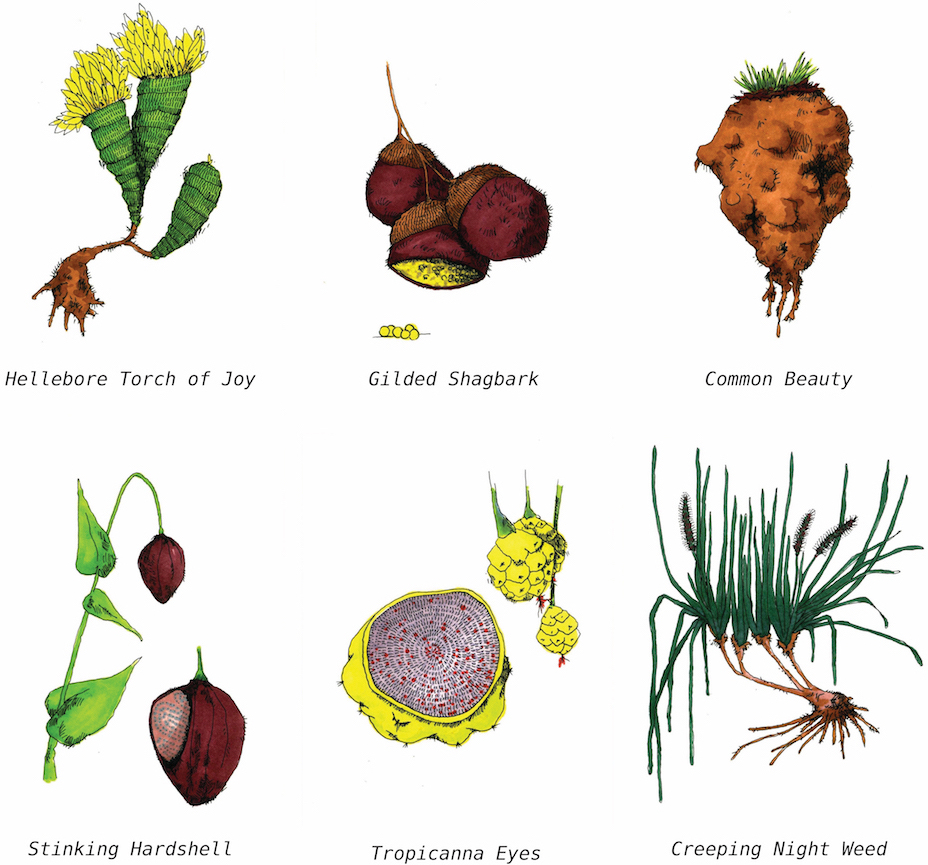 Hellebore Torch of Joy
Gilded Shagbark
Common Beauty
Stinking Hardshell
Tropicanna Eyes
Creeping Night Weed